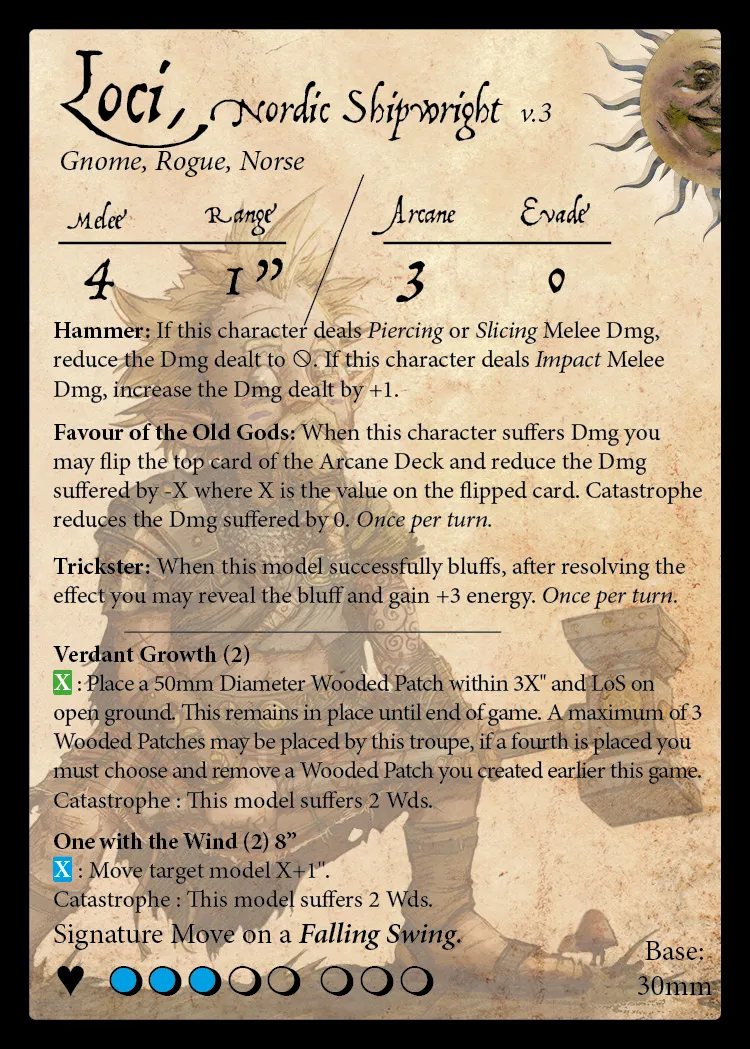 Loci, Nordic Shipwright v.3
Gnome, Rogue, Norse
Melee Range Arcane Evade
4 1” 3 0
Hammer: If this character deals Piercing or Slicing Melee Dmg,
reduce the Dmg dealt to ⃠. If this character deals Impact Melee
Dmg, increase the Dmg dealt by +1.
Favour of the Old Gods: When this character suffers Dmg you
may flip the top card of the Arcane Deck and reduce the Dmg
suffered by -X where X is the value on the flipped card. Catastrophe
reduces the Dmg suffered by 0. Once per turn.
Trickster: When this model successfully bluffs, after resolving the
effect you may reveal the bluff and gain +3 energy. Once per turn.
Verdant Growth (2)
X : Place a 50mm Diameter Wooded Patch within 3X" and LoS on
open ground. This remains in place until end of game. A maximum of 3
Wooded Patches may be placed by this troupe, if a fourth is placed you
must choose and remove a Wooded Patch you created earlier this game.
Catastrophe : This model suffers 2 Wds.
One with the Wind (2) 8”
X : Move target model X+1".
Catastrophe : This model suffers 2 Wds.
Signature Move on a Falling Swing.
Base:
30mm